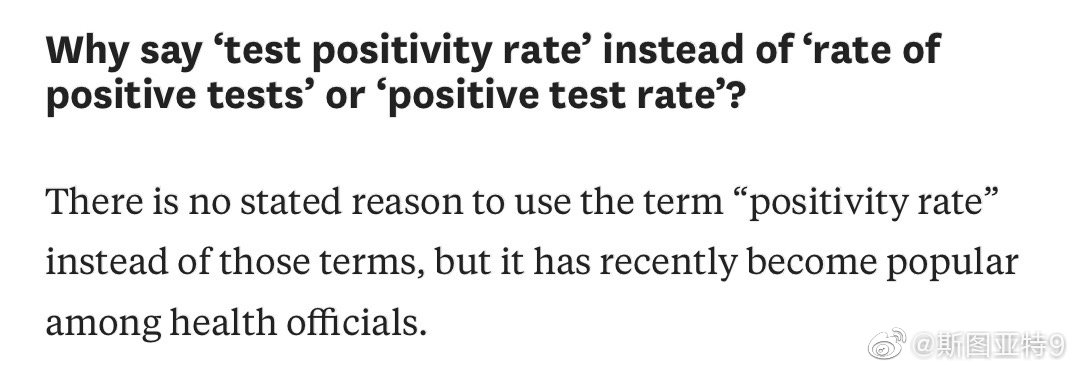 Why say ‘test positivity rate’ instead of ‘rate of
positive tests’ or ‘positive test rate’?
There is no stated reason to use the term “positivity rate”
instead of those terms, but it has recently become popular
among health officials.
@斯图亚特9